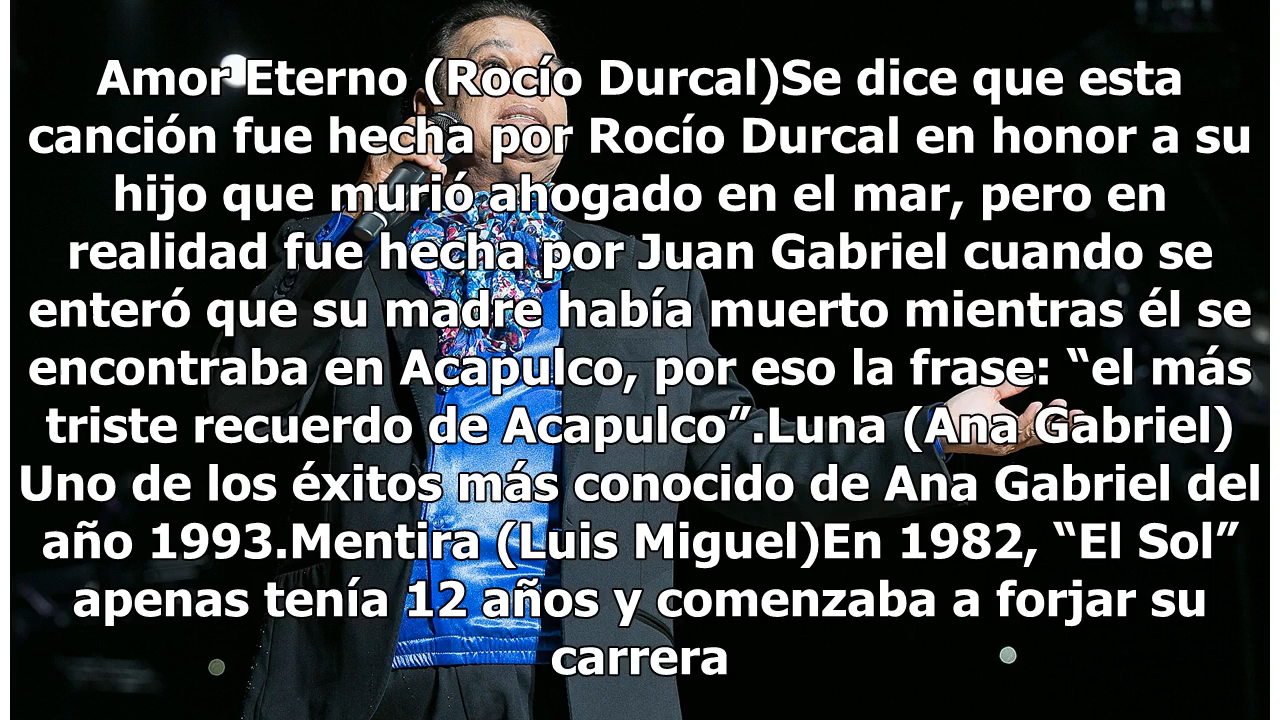 Amor Eterno (Rocío Durcal)Se dice que esta
canción fue hecha por Rocío Durcal en honor a su
hijo que murió ahogado en el mar, pero en
realidad fue hecha por Juan Gabriel cuando se
enteró que su madre había muerto mientras él se
encontraba en Acapulco, por eso la frase: “el más
triste recuerdo de Acapulco”.Luna (Ana Gabriel)
Uno de los éxitos más conocido de Ana Gabriel del
año 1993.Mentira (Luis Miguel)En 1982, “El Sol”
apenas tenía 12 años y comenzaba a forjar su
carrera